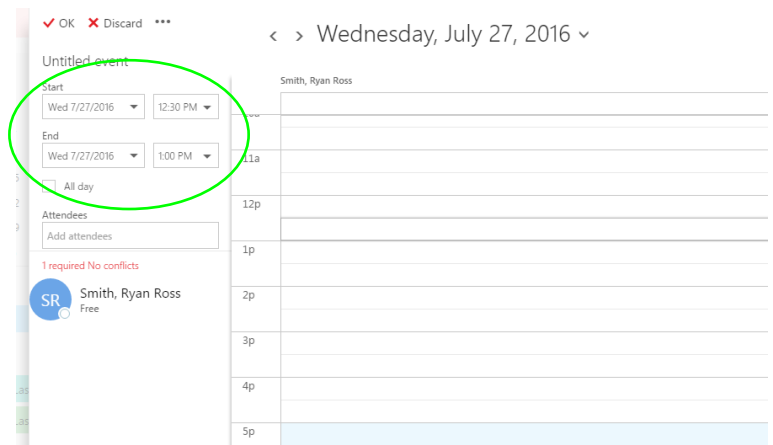 OK Discard •••
Wednesday, July 27, 2016
Untitled event
Smith, Ryan Ross
Start
Wed 7/27/2016 12:30 PM
End
Wed 7/27/2016 1:00 PM
11a
All day
12p
Attendees
Add attendees
1p
1 required No conflicts
SR Smith, Ryan Ross
Free
2p
3p
4p
5p